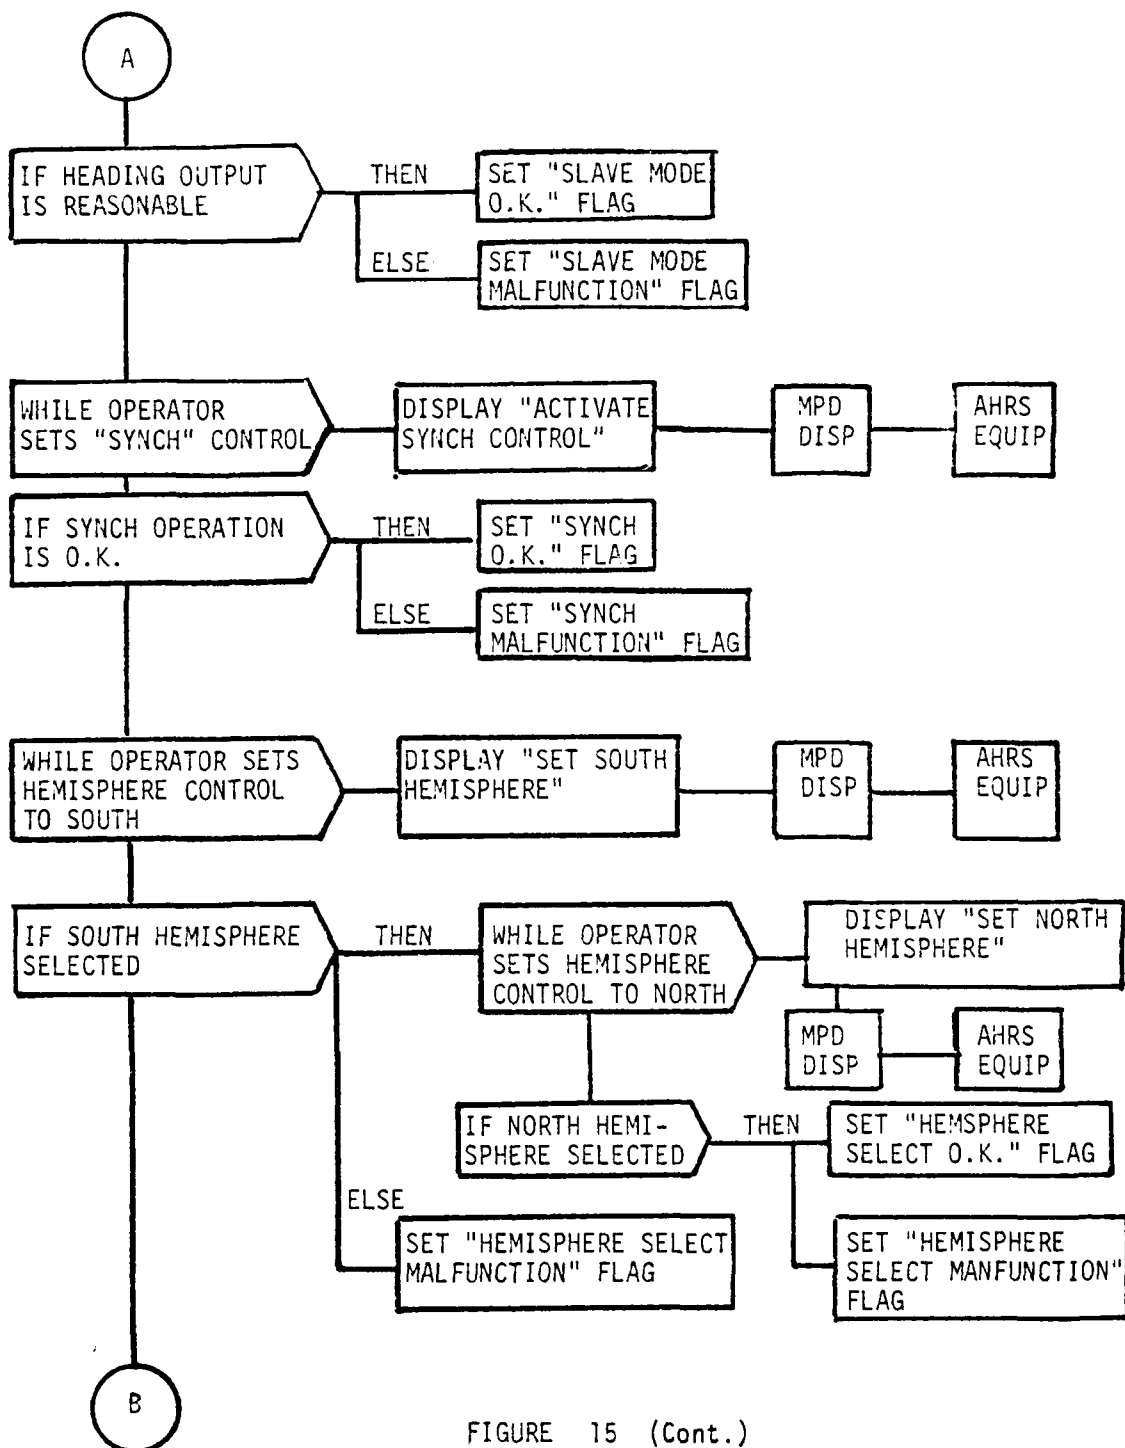 A
IF HEADING OUTPUT
IS REASONABLE
THEN
SET "SLAVE MODE
O.K." FLAG
ELSE
SET "SLAVE MODE
MALFUNCTION" FLAG
WHILE OPERATOR
SETS "SYNCH" CONTROL
DISPLAY "ACTIVATE
SYNCH CONTROL"
MPD
DISP
AHRS
EQUIP
IF SYNCH OPERATION
IS O.K.
THEN
SET "SYNCH
O.K." FLAG
ELSE
SET "SYNCH
MALFUNCTION" FLAG
WHILE OPERATOR SETS
HEMISPHERE CONTROL
TO SOUTH
DISPLAY "SET SOUTH
HEMISPHERE"
MPD
DISP
AHRS
EQUIP
IF SOUTH HEMISPHERE
SELECTED
THEN
WHILE OPERATOR
SETS HEMISPHERE
CONTROL TO NORTH
DISPLAY "SET NORTH
HEMISPHERE"
MPD
DISP
AHRS
EQUIP
IF NORTH HEMI-
SPHERE SELECTED
THEN
SET "HEMSPHERE
SELECT O.K." FLAG
ELSE
SET "HEMISPHERE SELECT
MALFUNCTION" FLAG
SET "HEMISPHERE
SELECT MANFUNCTION"
FLAG
B
FIGURE 15 (Cont.)